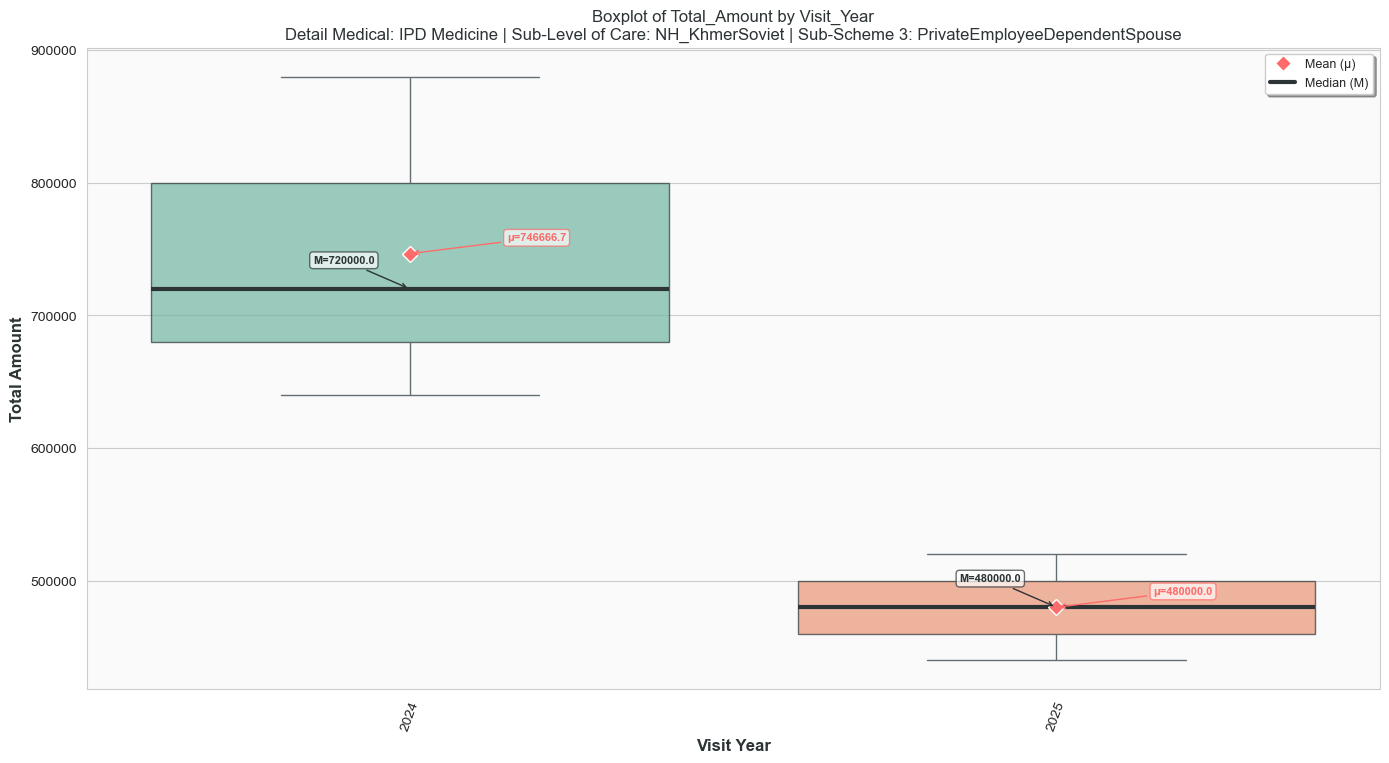 Boxplot of Total_Amount by Visit_Year
Detail Medical: IPD Medicine | Sub-Level of Care: NH_KhmerSoviet | Sub-Scheme 3: PrivateEmployeeDependentSpouse
Mean (μ)
Median (M)
Total Amount
900000
800000
700000
600000
500000
μ=746666.7
M=720000.0
M=480000.0
μ=480000.0
2024
2025
Visit Year